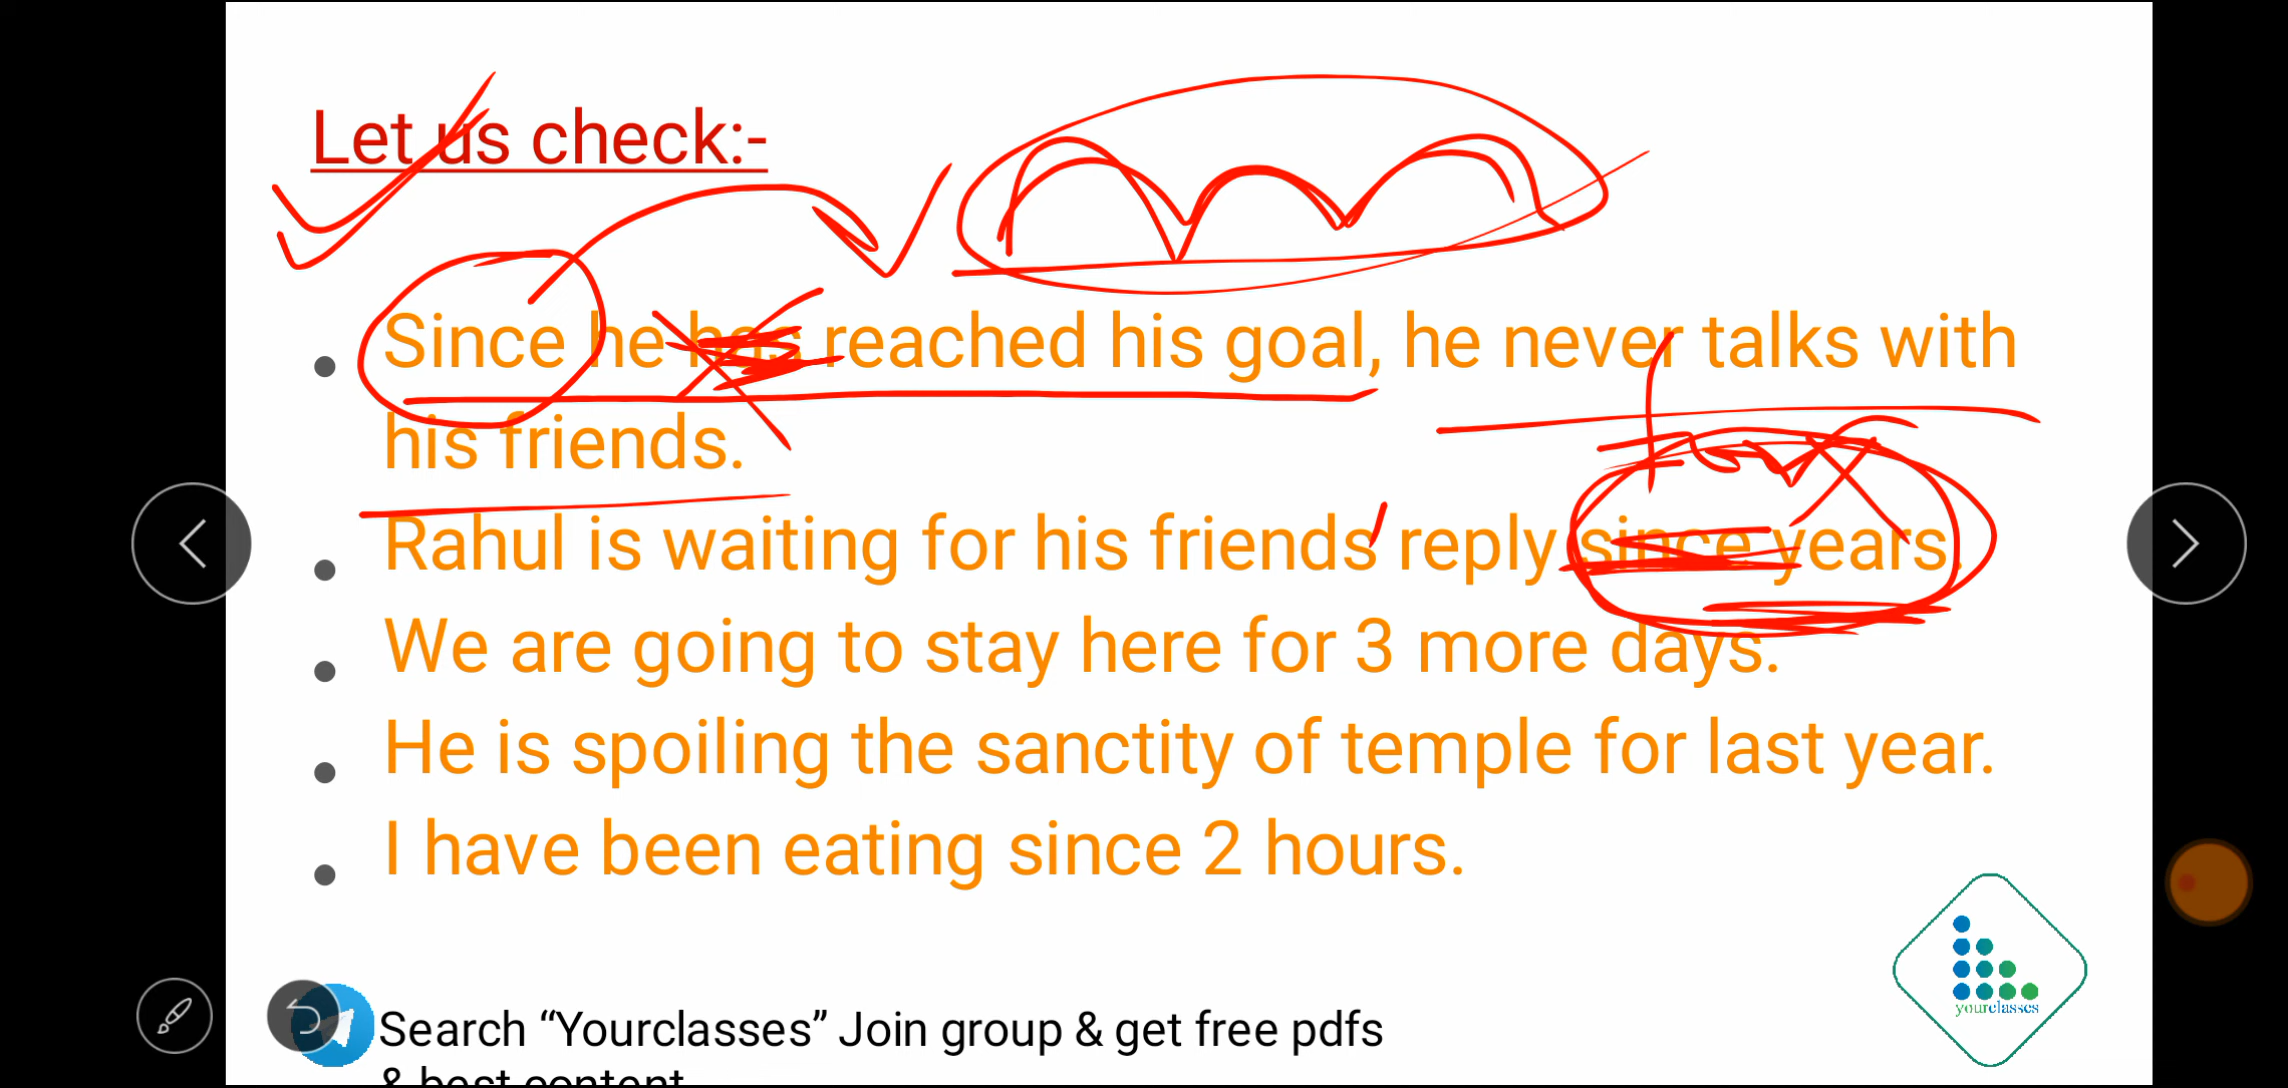 Let us check:-
Since he has reached his goal, he never talks with
his friends.
Rahul is waiting for his friends' reply since years.
We are going to stay here for 3 more days.
He is spoiling the sanctity of temple for last year.
I have been eating since 2 hours.
yourclasses
Search “Yourclasses” Join group & get free pdfs
& best content